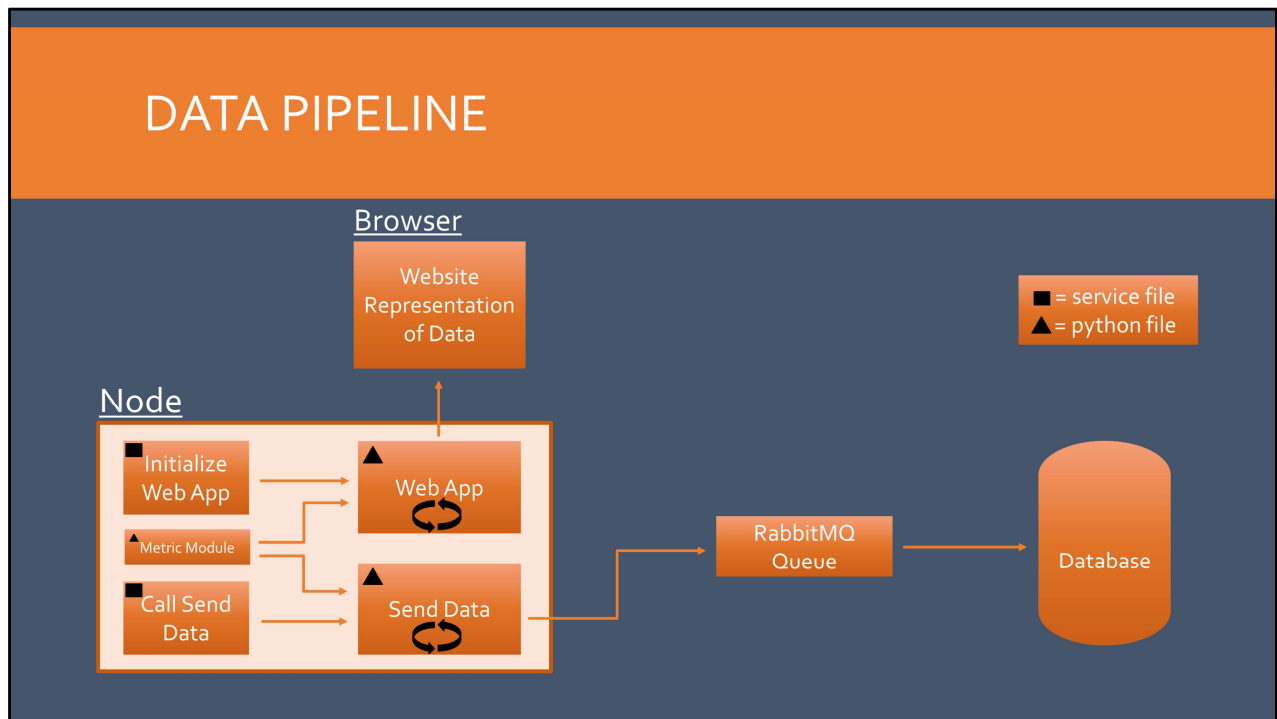 DATA PIPELINE
Browser
Website
Representation
of Data
= service file
= python file
Node
Initialize
Web App
Metric Module
Call Send
Data
Web App
Send Data
RabbitMQ
Queue
Database